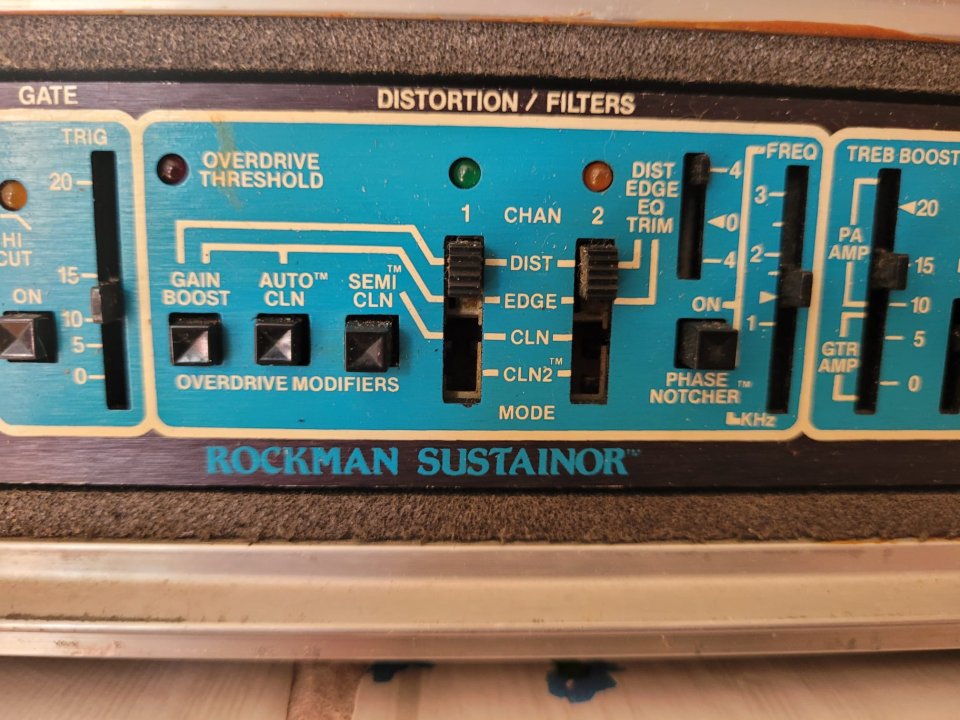 GATE
DISTORTION / FILTERS
TRIG
20
HI
CUT
15
ON
10
5
0
OVERDRIVE
THRESHOLD
GAIN
BOOST
AUTO™
CLN
SEMI™
CLN
OVERDRIVE MODIFIERS
1 CHAN 2
DIST
EDGE
CLN
CLN2™
MODE
DIST
EDGE
EQ
TRIM
4
0
4
ON
PHASE
NOTCHER™
FREQ
3
2
1
KHz
TREB BOOST
20
PA
AMP
15
10
GTR
AMP
5
0
ROCKMAN SUSTAINOR™